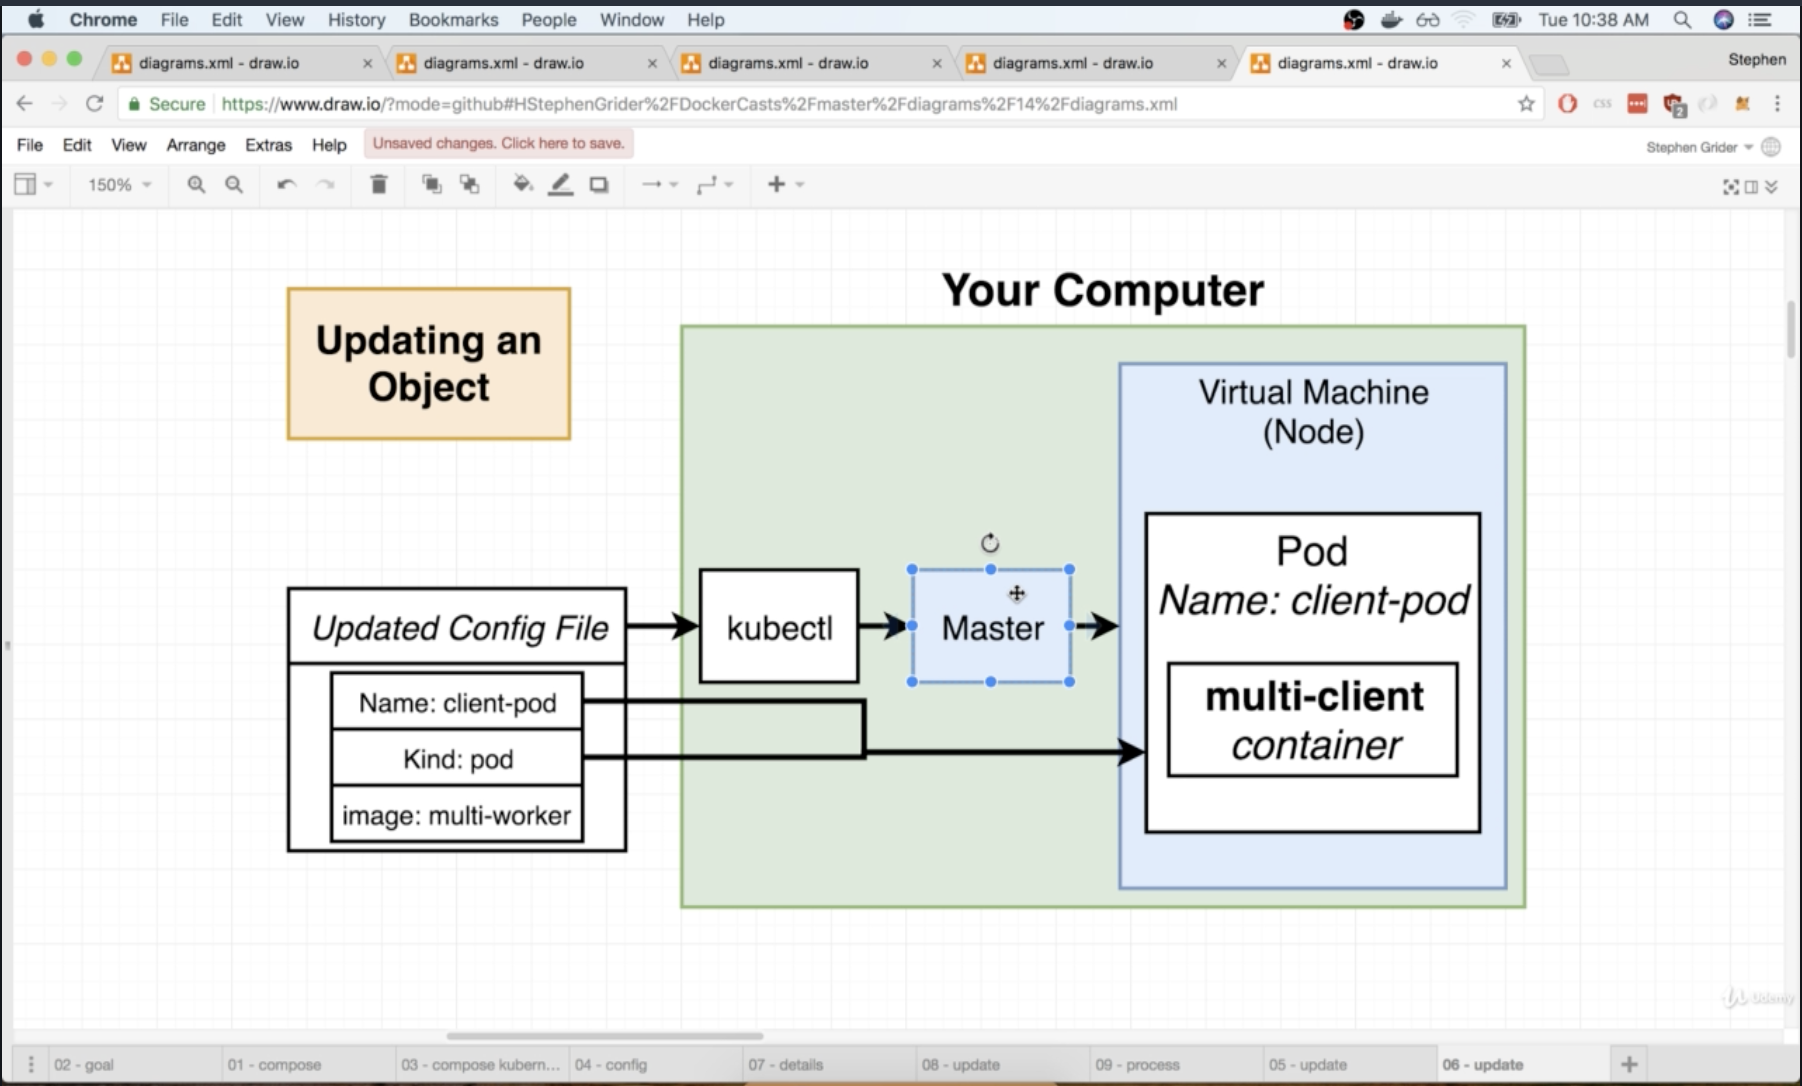 Chrome File Edit View History Bookmarks People Window Help Tue 10:38 AM
diagrams.xml - draw.io diagrams.xml - draw.io diagrams.xml - draw.io diagrams.xml - draw.io diagrams.xml - draw.io Stephen
Secure https://www.draw.io/?mode=github#HStephenGrider%2FDockerCasts%2Fmaster%2Fdiagrams%2F14%2Fdiagrams.xml css 2
File Edit View Arrange Extras Help Unsaved changes. Click here to save. Stephen Grider
150%
Your Computer
Updating an
Object
Virtual Machine
(Node)
Pod
Name: client-pod
Updated Config File
kubectl
Master
Name: client-pod
Kind: pod
image: multi-worker
multi-client
container
Udemy
02 - goal 01 - compose 03 - compose kubern... 04 - config 07 - details 08 - update 09 - process 05 - update 06 - update